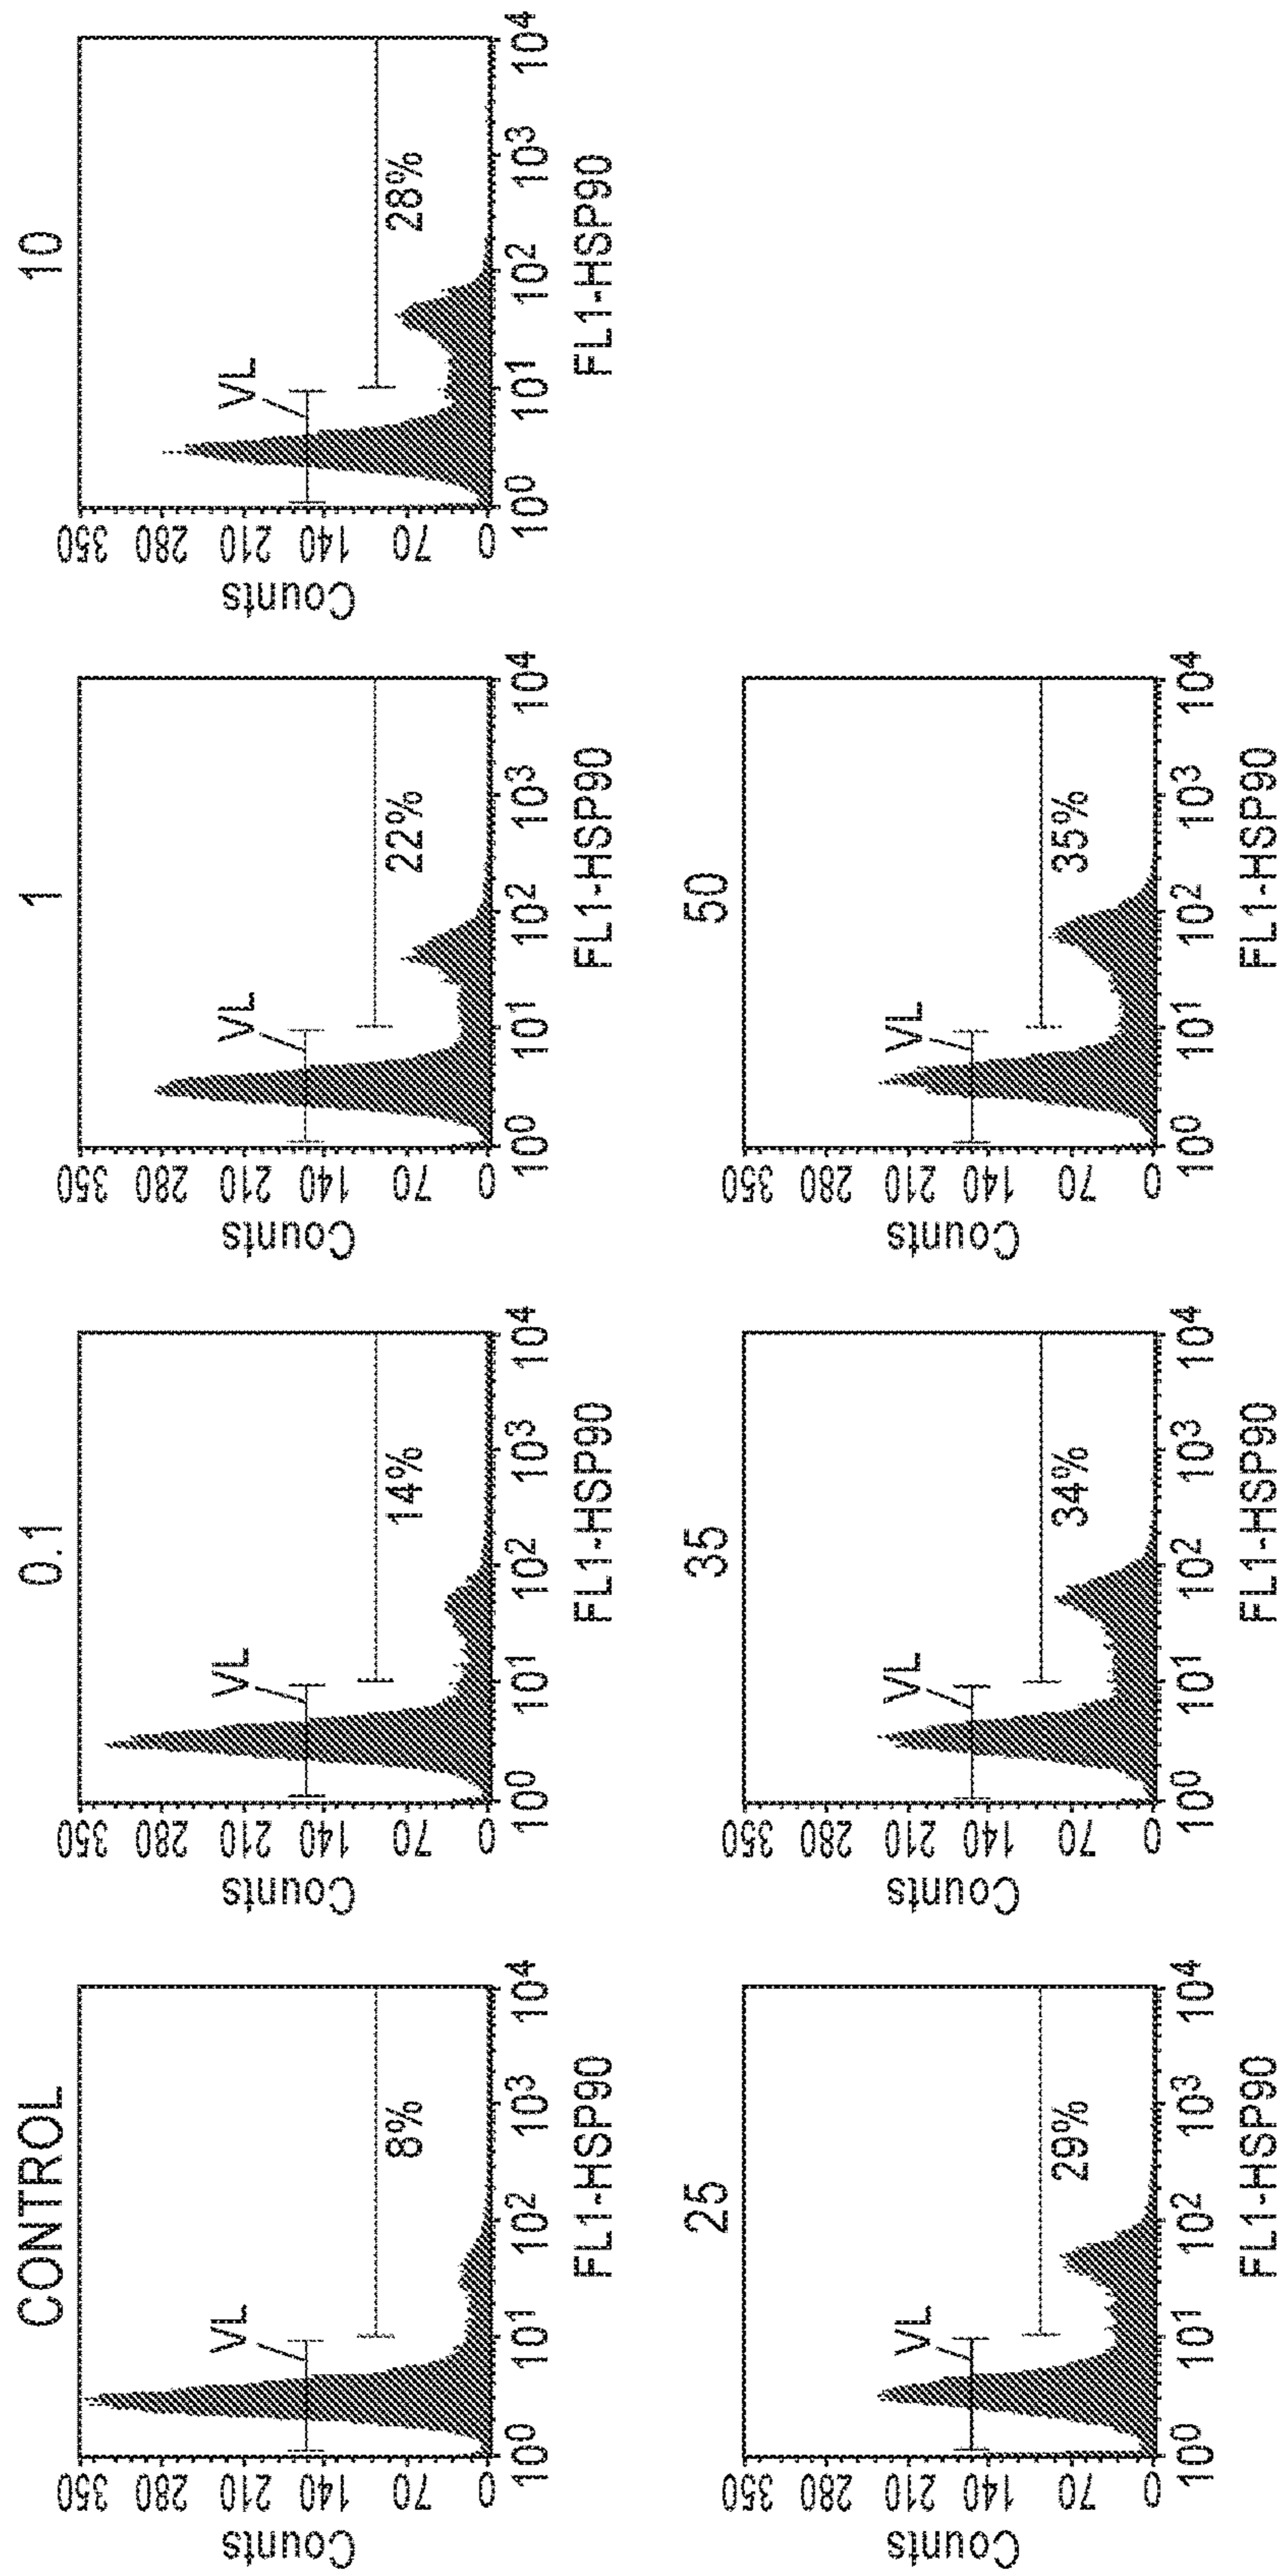 CONTROL
350
280
210
140
70
0
Counts
VL
8%
10⁰ 10¹ 10² 10³ 10⁴
FL1-HSP90
0.1
350
280
210
140
70
0
Counts
VL
14%
10⁰ 10¹ 10² 10³ 10⁴
FL1-HSP90
1
350
280
210
140
70
0
Counts
VL
22%
10⁰ 10¹ 10² 10³ 10⁴
FL1-HSP90
10
350
280
210
140
70
0
Counts
VL
28%
10⁰ 10¹ 10² 10³ 10⁴
FL1-HSP90
25
350
280
210
140
70
0
Counts
VL
29%
10⁰ 10¹ 10² 10³ 10⁴
FL1-HSP90
35
350
280
210
140
70
0
Counts
VL
34%
10⁰ 10¹ 10² 10³ 10⁴
FL1-HSP90
50
350
280
210
140
70
0
Counts
VL
35%
10⁰ 10¹ 10² 10³ 10⁴
FL1-HSP90